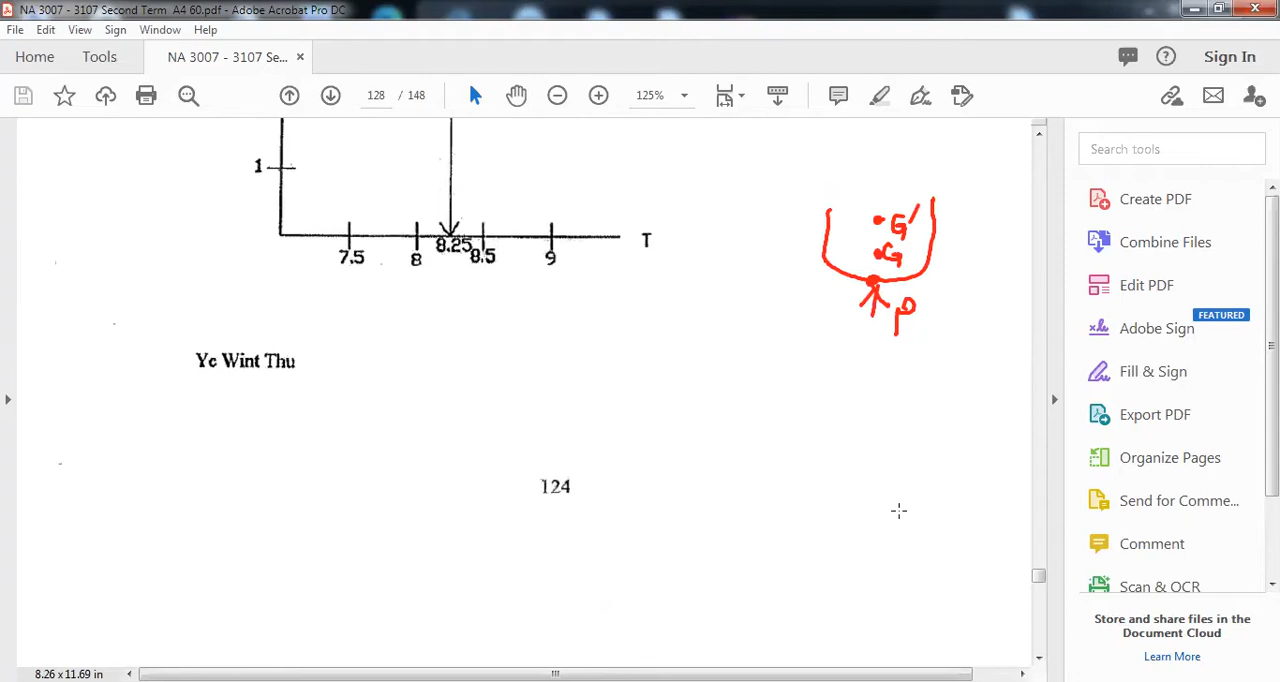 NA 3007 - 3107 Second Term A4 60.pdf - Adobe Acrobat Pro DC
File Edit View Sign Window Help
Home Tools NA 3007 - 3107 Se... × Sign In
128 / 148 125%
Search tools
1
T
7.5 8 8.25 8.5 9
G'
G
P
Ye Wint Thu
124
Create PDF
Combine Files
Edit PDF
FEATURED
Adobe Sign
Fill & Sign
Export PDF
Organize Pages
Send for Comme...
Comment
Scan & OCR
Store and share files in the
Document Cloud
Learn More
8.26 x 11.69 in